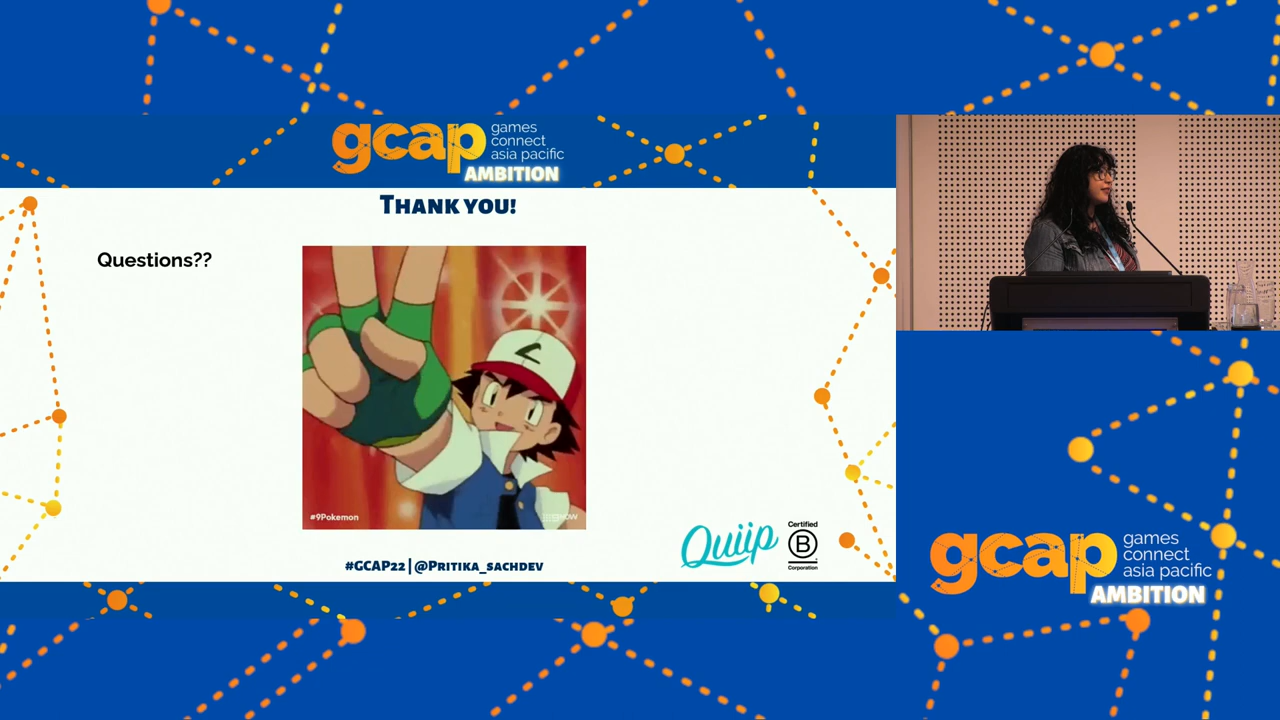 gcap
games
connect
asia pacific
AMBITION
THANK YOU!
Questions??
#9Pokemon
#GCAP22 | @PRITIKA_SACHDEV
Quiip
Certified
B
Corporation
gcap
games
connect
asia pacific
AMBITION